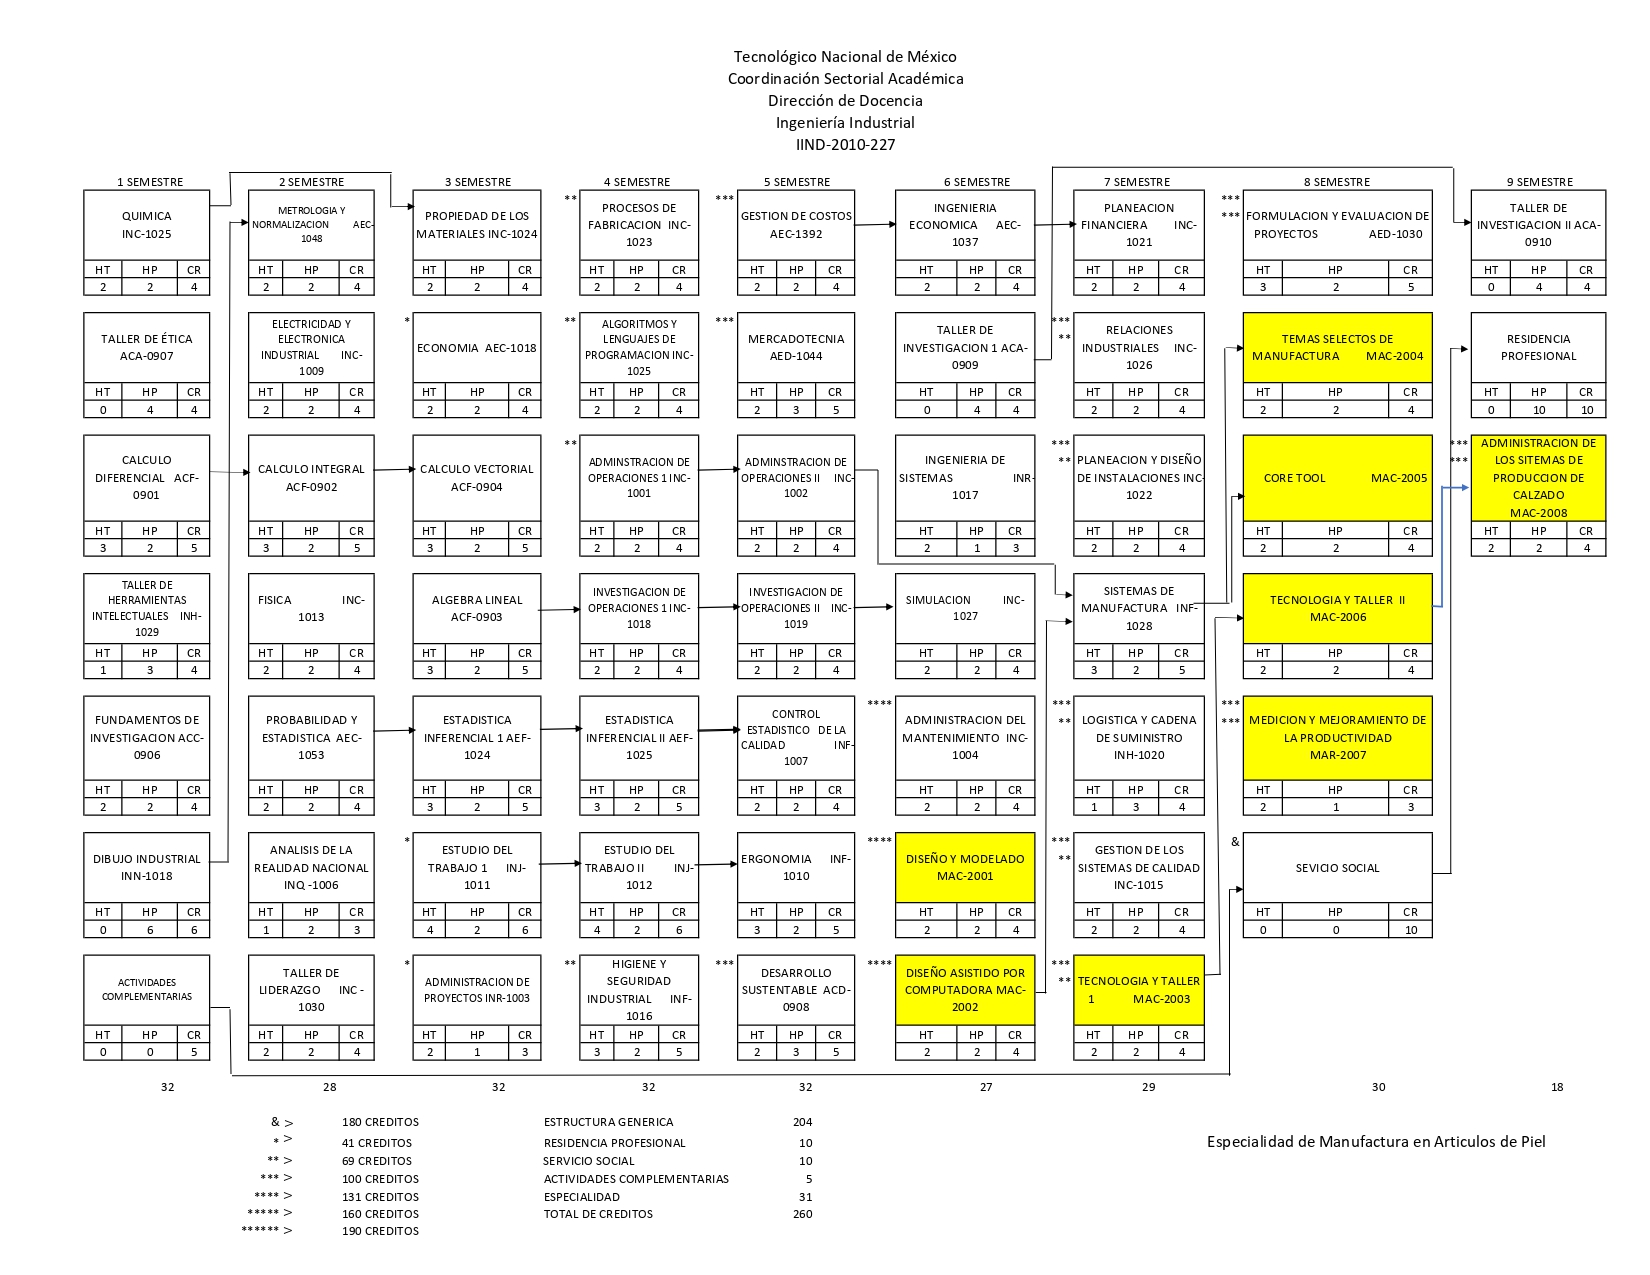 Tecnológico Nacional de México
Coordinación Sectorial Académica
Dirección de Docencia
Ingeniería Industrial
IIND-2010-227
1 SEMESTRE
QUIMICA
INC-1025
HT HP CR
2 2 4
TALLER DE ÉTICA
ACA-0907
HT HP CR
0 4 4
CALCULO
DIFERENCIAL ACF-
0901
HT HP CR
3 2 5
TALLER DE
HERRAMIENTAS
INTELECTUALES INH-
1029
HT HP CR
1 3 4
FUNDAMENTOS DE
INVESTIGACION ACC-
0906
HT HP CR
2 2 4
DIBUJO INDUSTRIAL
INN-1018
HT HP CR
0 6 6
ACTIVIDADES
COMPLEMENTARIAS
HT HP CR
0 0 5
32
2 SEMESTRE
METROLOGIA Y
NORMALIZACION AEC-
1048
HT HP CR
2 2 4
ELECTRICIDAD Y
ELECTRONICA
INDUSTRIAL INC-
1009
HT HP CR
2 2 4
CALCULO INTEGRAL
ACF-0902
HT HP CR
3 2 5
FISICA INC-
1013
HT HP CR
2 2 4
PROBABILIDAD Y
ESTADISTICA AEC-
1053
HT HP CR
2 2 4
ANALISIS DE LA
REALIDAD NACIONAL
INQ -1006
HT HP CR
1 2 3
TALLER DE
LIDERAZGO INC -
1030
HT HP CR
2 2 4
28
3 SEMESTRE
PROPIEDAD DE LOS
MATERIALES INC-1024
HT HP CR
2 2 4
*
ECONOMIA AEC-1018
HT HP CR
2 2 4
CALCULO VECTORIAL
ACF-0904
HT HP CR
3 2 5
ALGEBRA LINEAL
ACF-0903
HT HP CR
3 2 5
ESTADISTICA
INFERENCIAL 1 AEF-
1024
HT HP CR
3 2 5
*
ESTUDIO DEL
TRABAJO 1 INJ-
1011
HT HP CR
4 2 6
*
ADMINISTRACION DE
PROYECTOS INR-1003
HT HP CR
2 1 3
32
4 SEMESTRE
**
PROCESOS DE
FABRICACION INC-
1023
HT HP CR
2 2 4
**
ALGORITMOS Y
LENGUAJES DE
PROGRAMACION INC-
1025
HT HP CR
2 2 4
**
ADMINSTRACION DE
OPERACIONES 1 INC-
1001
HT HP CR
2 2 4
INVESTIGACION DE
OPERACIONES 1 INC-
1018
HT HP CR
2 2 4
ESTADISTICA
INFERENCIAL II AEF-
1025
HT HP CR
3 2 5
ESTUDIO DEL
TRABAJO II INJ-
1012
HT HP CR
4 2 6
**
HIGIENE Y
SEGURIDAD
INDUSTRIAL INF-
1016
HT HP CR
3 2 5
32
5 SEMESTRE
***
GESTION DE COSTOS
AEC-1392
HT HP CR
2 2 4
***
MERCADOTECNIA
AED-1044
HT HP CR
2 3 5
ADMINSTRACION DE
OPERACIONES II INC-
1002
HT HP CR
2 2 4
INVESTIGACION DE
OPERACIONES II INC-
1019
HT HP CR
2 2 4
CONTROL
ESTADISTICO DE LA
CALIDAD INF-
1007
HT HP CR
2 2 4
ERGONOMIA INF-
1010
HT HP CR
3 2 5
***
DESARROLLO
SUSTENTABLE ACD-
0908
HT HP CR
2 3 5
32
6 SEMESTRE
INGENIERIA
ECONOMICA AEC-
1037
HT HP CR
2 2 4
TALLER DE
INVESTIGACION 1 ACA-
0909
HT HP CR
0 4 4
INGENIERIA DE
SISTEMAS INR-
1017
HT HP CR
2 1 3
SIMULACION INC-
1027
HT HP CR
2 2 4
****
ADMINISTRACION DEL
MANTENIMIENTO INC-
1004
HT HP CR
2 2 4
****
DISEÑO Y MODELADO
MAC-2001
HT HP CR
2 2 4
****
DISEÑO ASISTIDO POR
COMPUTADORA MAC-
2002
HT HP CR
2 2 4
27
7 SEMESTRE
PLANEACION
FINANCIERA INC-
1021
HT HP CR
2 2 4
***
**
RELACIONES
INDUSTRIALES INC-
1026
HT HP CR
2 2 4
***
**
PLANEACION Y DISEÑO
DE INSTALACIONES INC-
1022
HT HP CR
2 2 4
SISTEMAS DE
MANUFACTURA INF-
1028
HT HP CR
3 2 5
***
**
LOGISTICA Y CADENA
DE SUMINISTRO
INH-1020
HT HP CR
1 3 4
***
**
GESTION DE LOS
SISTEMAS DE CALIDAD
INC-1015
HT HP CR
2 2 4
***
**
TECNOLOGIA Y TALLER
1 MAC-2003
HT HP CR
2 2 4
29
8 SEMESTRE
***
***
FORMULACION Y EVALUACION DE
PROYECTOS AED-1030
HT HP CR
3 2 5
TEMAS SELECTOS DE
MANUFACTURA MAC-2004
HT HP CR
2 2 4
CORE TOOL MAC-2005
HT HP CR
2 2 4
TECNOLOGIA Y TALLER II
MAC-2006
HT HP CR
2 2 4
***
***
MEDICION Y MEJORAMIENTO DE
LA PRODUCTIVIDAD
MAR-2007
HT HP CR
2 1 3
&
SEVICIO SOCIAL
HT HP CR
0 0 10
30
9 SEMESTRE
TALLER DE
INVESTIGACION II ACA-
0910
HT HP CR
0 4 4
RESIDENCIA
PROFESIONAL
HT HP CR
0 10 10
***
***
ADMINISTRACION DE
LOS SITEMAS DE
PRODUCCION DE
CALZADO
MAC-2008
HT HP CR
2 2 4
18
& > 180 CREDITOS
* > 41 CREDITOS
** > 69 CREDITOS
*** > 100 CREDITOS
**** > 131 CREDITOS
***** > 160 CREDITOS
****** > 190 CREDITOS
ESTRUCTURA GENERICA 204
RESIDENCIA PROFESIONAL 10
SERVICIO SOCIAL 10
ACTIVIDADES COMPLEMENTARIAS 5
ESPECIALIDAD 31
TOTAL DE CREDITOS 260
Especialidad de Manufactura en Articulos de Piel